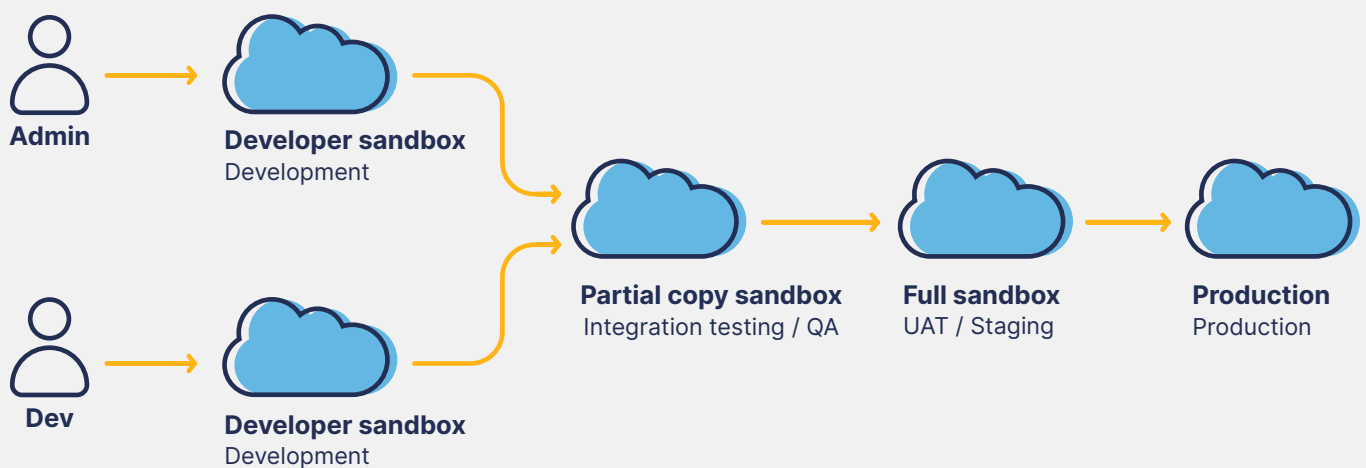 Admin
Developer sandbox
Development
Dev
Developer sandbox
Development
Partial copy sandbox
Integration testing / QA
Full sandbox
UAT / Staging
Production
Production